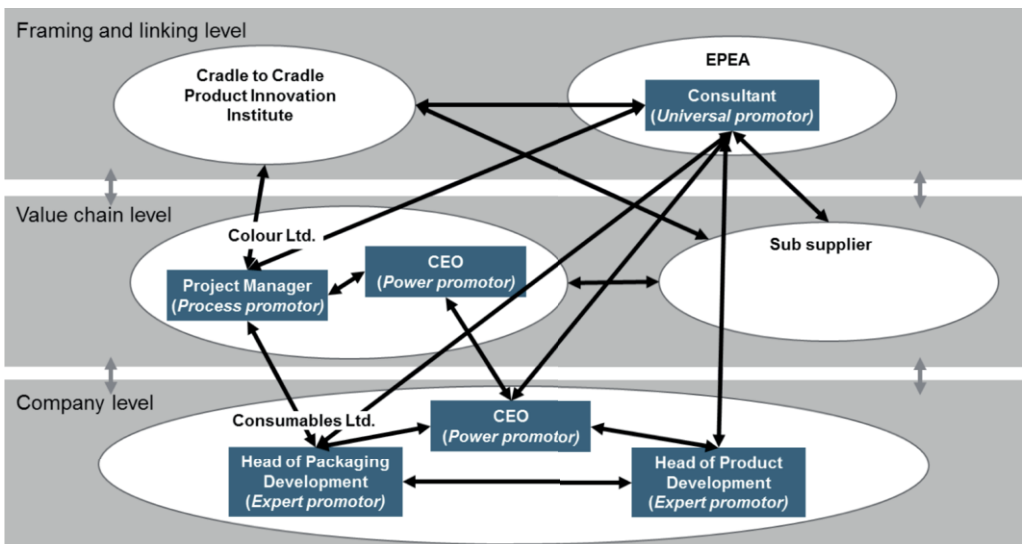 Framing and linking level
Cradle to Cradle
Product Innovation
Institute
EPEA
Consultant
(Universal promotor)
Value chain level
Colour Ltd.
Project Manager
(Process promotor)
CEO
(Power promotor)
Sub supplier
Company level
Consumables Ltd.
CEO
(Power promotor)
Head of Packaging
Development
(Expert promotor)
Head of Product
Development
(Expert promotor)